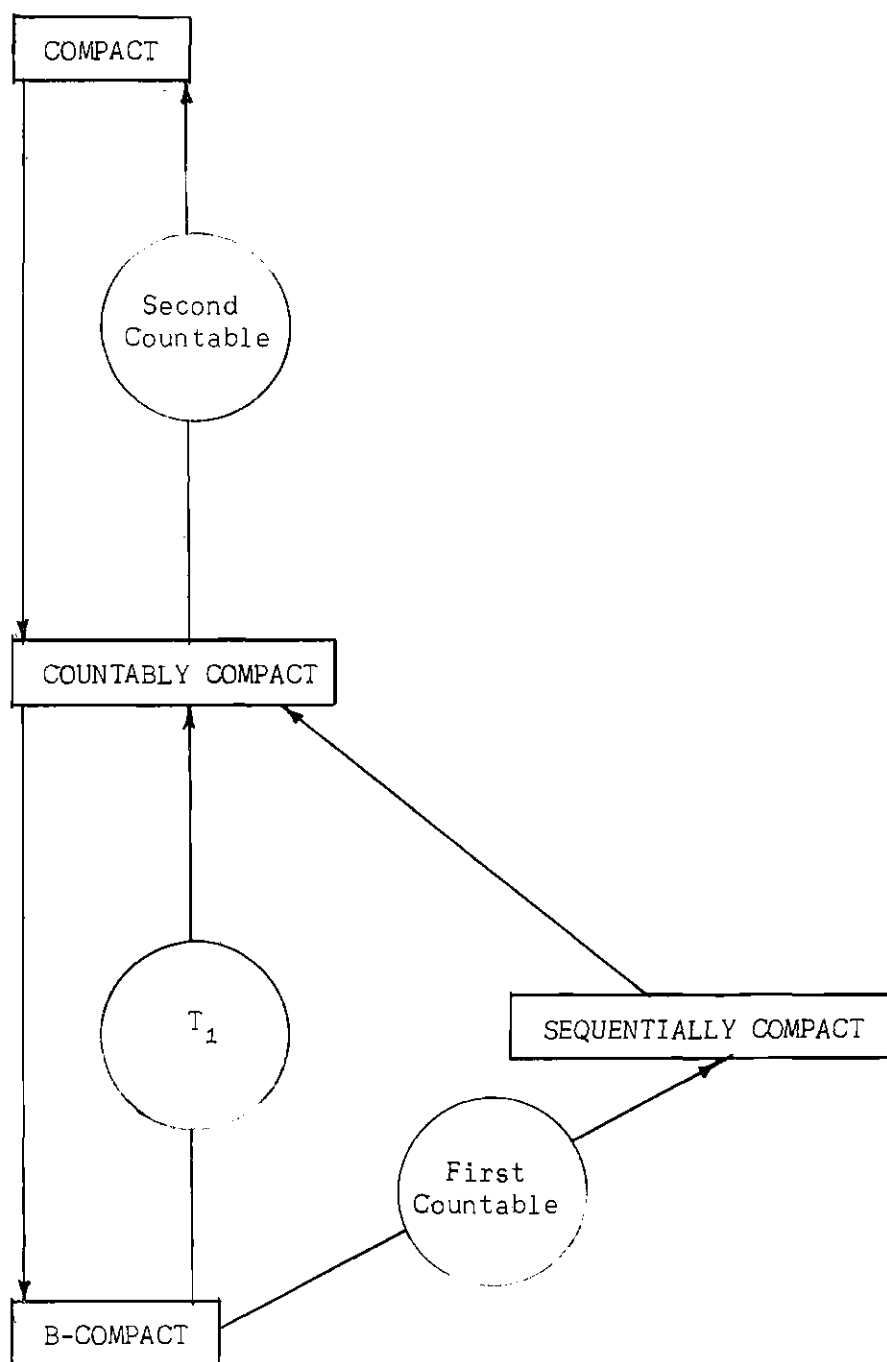 COMPACT
Second
Countable
COUNTABLY COMPACT
T₁
SEQUENTIALLY COMPACT
First
Countable
B-COMPACT